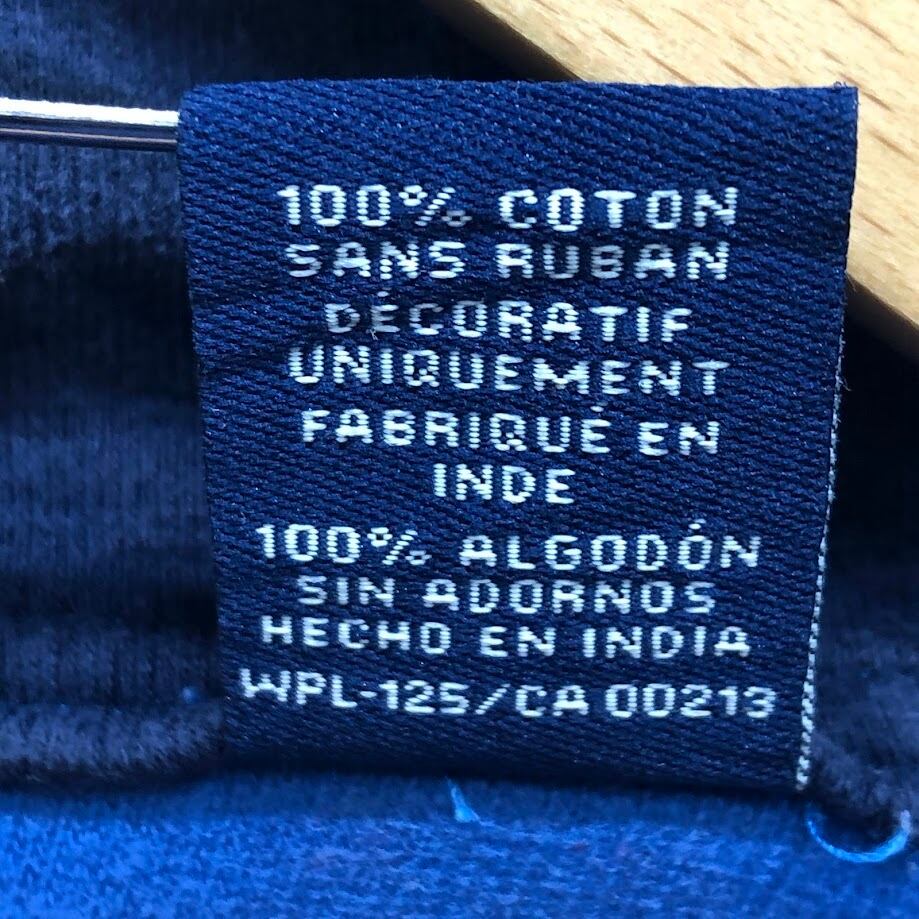 100% COTON
SANS RUBAN
DÉCORATIF
UNIQUEMENT
FABRIQUÉ EN
INDE
100% ALGODÓN
SIN ADORNOS
HECHO EN INDIA
WPL-125/CA 00213